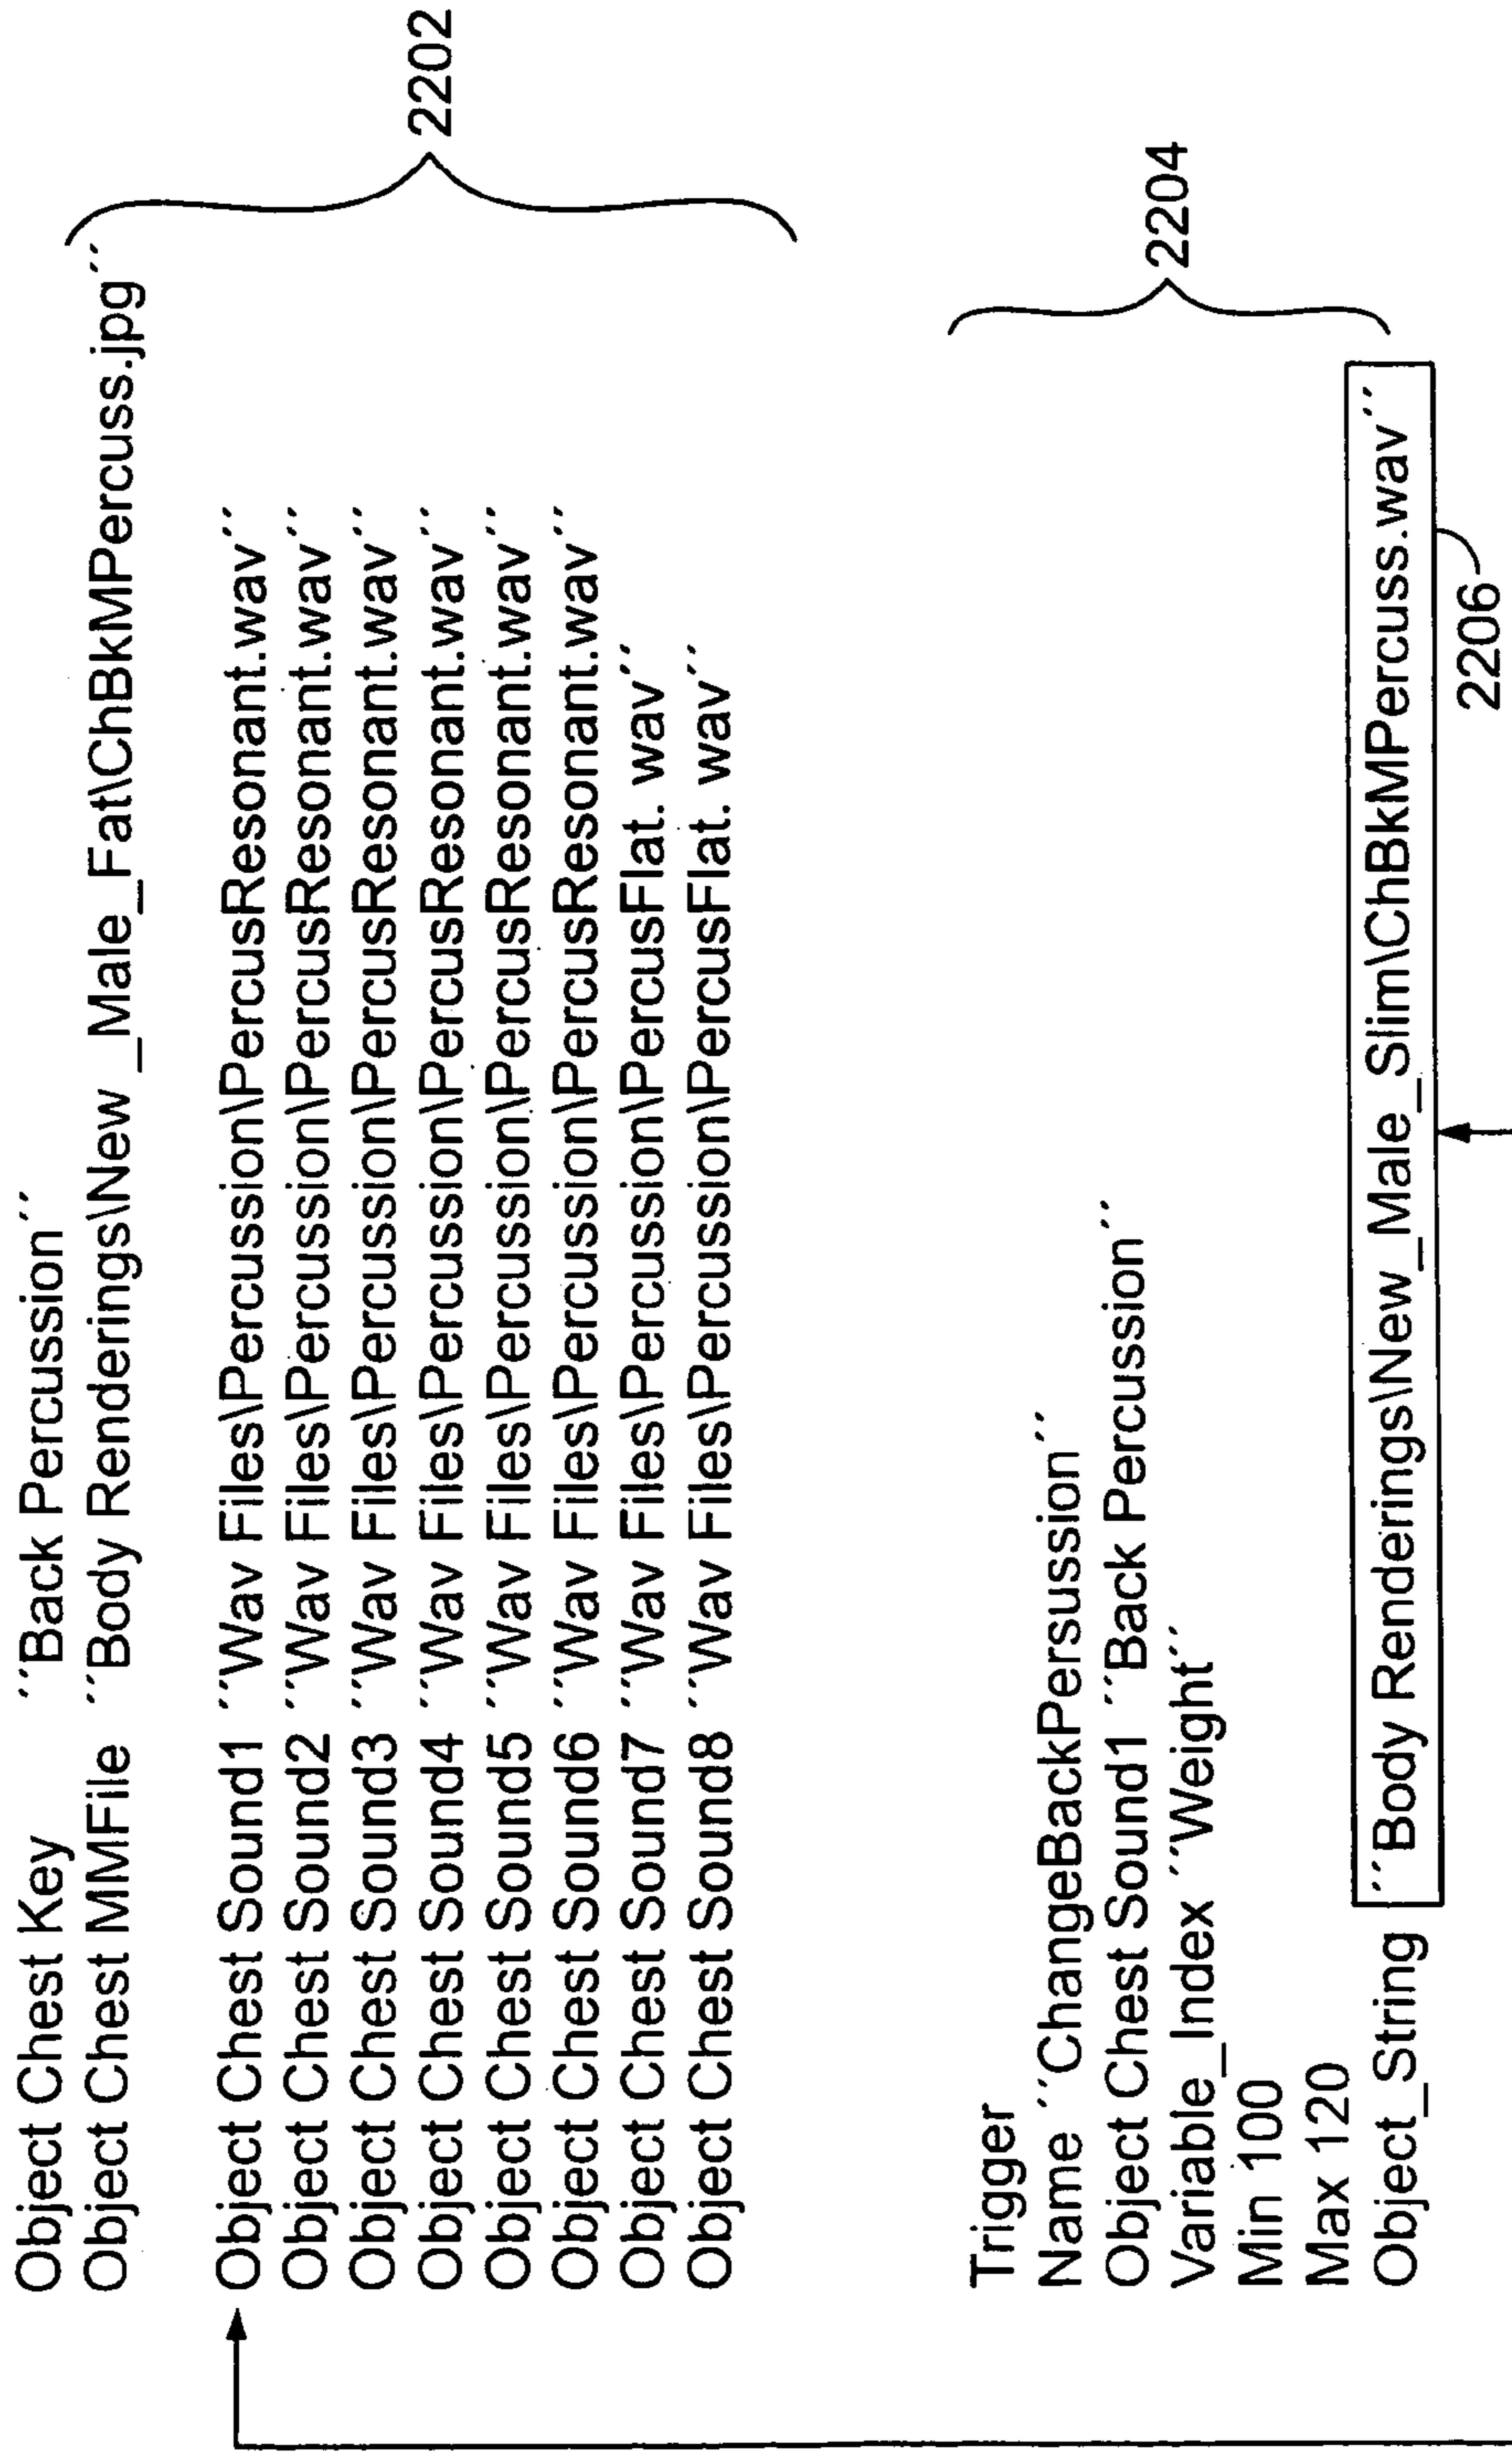 Object Chest Key ´´Back Percussion´´
Object Chest MMFile ´´Body Renderings\New _Male_Fat\ChBkMPercuss.jpg´´
Object Chest Sound1 ´´Wav Files\Percussion\PercusResonant.wav´´
Object Chest Sound2 ´´Wav Files\Percussion\PercusResonant.wav´´
Object Chest Sound3 ´´Wav Files\Percussion\PercusResonant.wav´´
Object Chest Sound4 ´´Wav Files\Percussion\PercusResonant.wav´´
Object Chest Sound5 ´´Wav Files\Percussion\PercusResonant.wav´´
Object Chest Sound6 ´´Wav Files\Percussion\PercusResonant.wav´´
Object Chest Sound7 ´´Wav Files\Percussion\PercusFlat. wav´´
Object Chest Sound8 ´´Wav Files\Percussion\PercusFlat. wav´´
2202
Trigger
Name ´´ChangeBackPersussion´´
Object Chest Sound1 ´´Back Percussion´´
Variable_Index ´´Weight´´
Min 100
Max 120
Object_String ´´Body Renderings\New_Male_Slim\ChBkMPercuss.wav´´
2204
2206